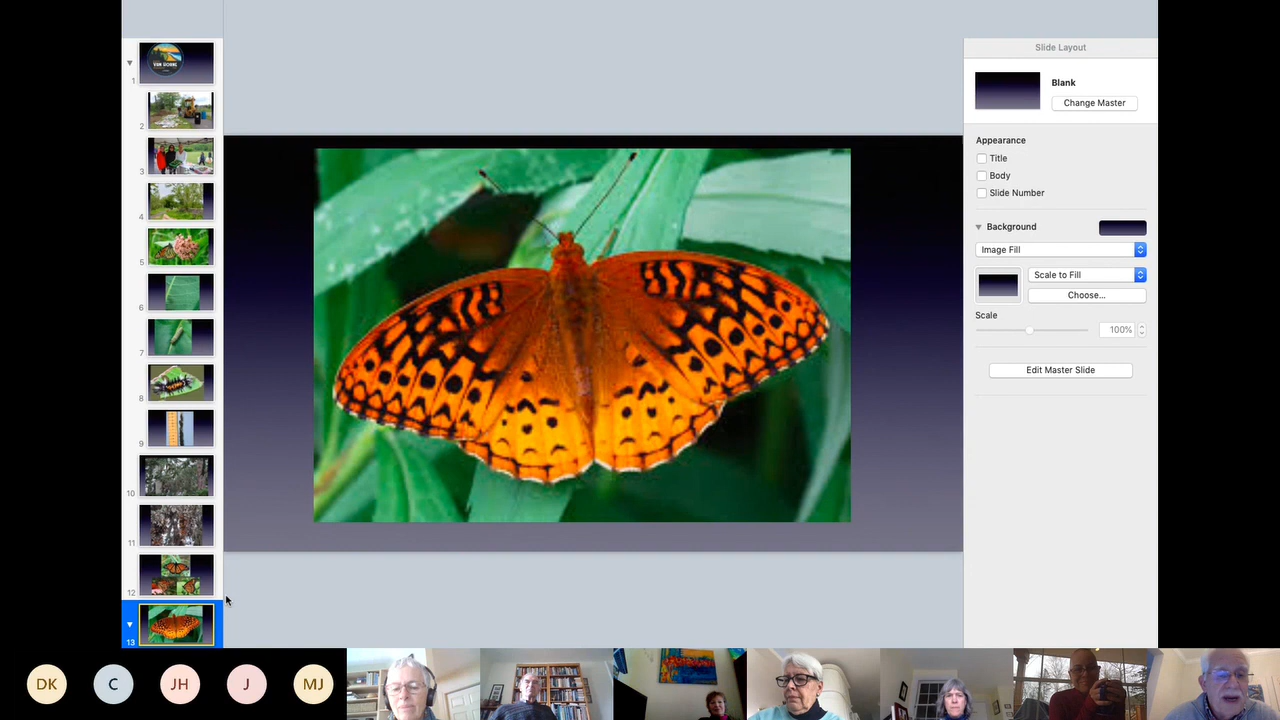 Slide Layout
Blank
Change Master
Appearance
Title
Body
Slide Number
Background
Image Fill
Scale to Fill
Choose...
Scale
100%
Edit Master Slide
1
2
3
4
5
6
7
8
9
10
11
12
13
DK
C
JH
J
MJ